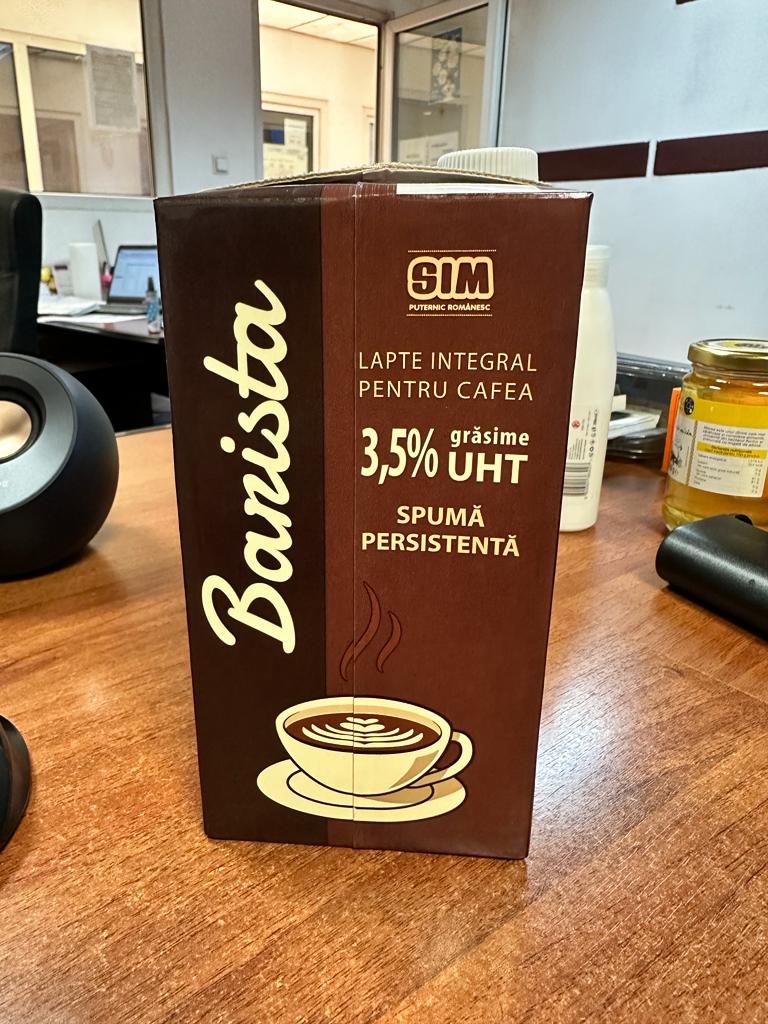 Barista
SIM
PUTERNIC ROMÂNESC
LAPTE INTEGRAL
PENTRU CAFEA
3,5% grăsime
UHT
SPUMĂ
PERSISTENTĂ